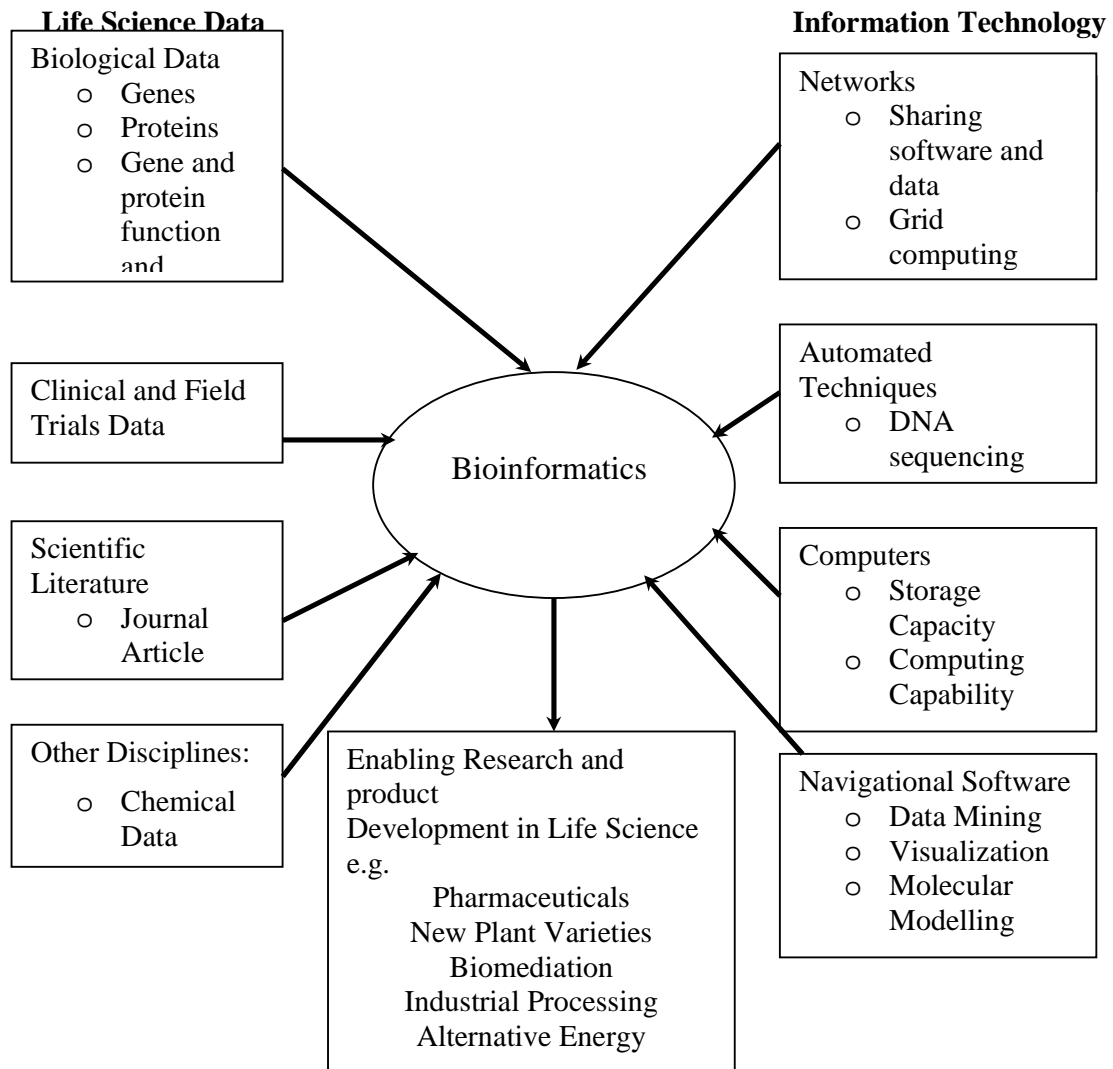 Life Science Data
Biological Data
o Genes
o Proteins
o Gene and
protein
function
and
Clinical and Field
Trials Data
Scientific
Literature
o Journal
Article
Other Disciplines:
o Chemical
Data
Bioinformatics
Enabling Research and
product
Development in Life Science
e.g.
Pharmaceuticals
New Plant Varieties
Biomediation
Industrial Processing
Alternative Energy
Information Technology
Networks
o Sharing
software and
data
o Grid
computing
Automated
Techniques
o DNA
sequencing
Computers
o Storage
Capacity
o Computing
Capability
Navigational Software
o Data Mining
o Visualization
o Molecular
Modelling